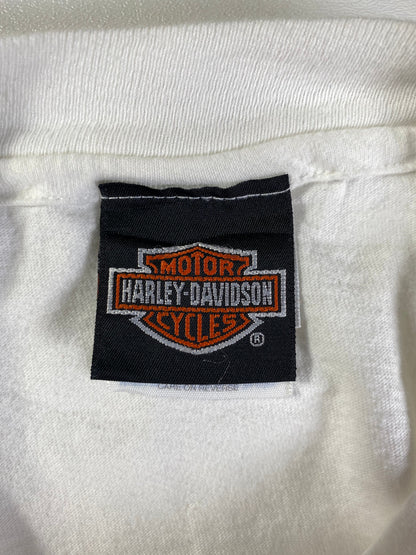 MOTOR
HARLEY-DAVIDSON
CYCLES
®
CARE ON REVERSE